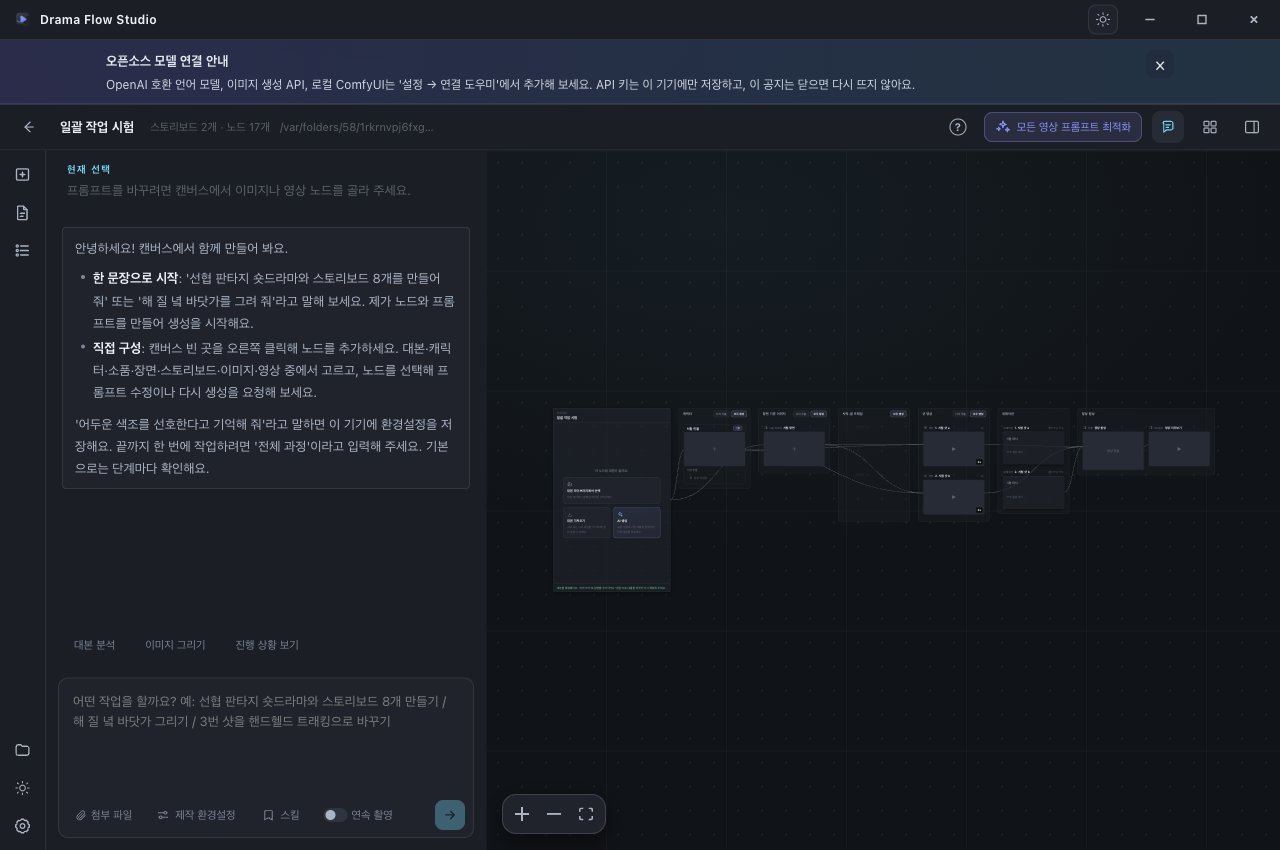 Drama Flow Studio
오픈소스 모델 연결 안내
OpenAI 호환 언어 모델, 이미지 생성 API, 로컬 ComfyUI는 '설정 → 연결 도우미'에서 추가해 보세요. API 키는 이 기기에만 저장하고, 이 공지는 닫으면 다시 뜨지 않아요.
일괄 작업 시험
스토리보드 2개 · 노드 17개 /var/folders/58/1rkrnvpj6fxg...
모든 영상 프롬프트 최적화
현재 선택
프롬프트를 바꾸려면 캔버스에서 이미지나 영상 노드를 골라 주세요.
안녕하세요! 캔버스에서 함께 만들어 봐요.
• 한 문장으로 시작: '선협 판타지 숏드라마와 스토리보드 8개를 만들어
줘' 또는 '해 질 녘 바닷가를 그려 줘'라고 말해 보세요. 제가 노드와 프롬
프트를 만들어 생성을 시작해요.
• 직접 구성: 캔버스 빈 곳을 오른쪽 클릭해 노드를 추가하세요. 대본·캐릭
터·소품·장면·스토리보드·이미지·영상 중에서 고르고, 노드를 선택해 프
롬프트 수정이나 다시 생성을 요청해 보세요.
'어두운 색조를 선호한다고 기억해 줘'라고 말하면 이 기기에 환경설정을 저
장해요. 끝까지 한 번에 작업하려면 '전체 과정'이라고 입력해 주세요. 기본
으로는 단계마다 확인해요.
대본 분석 이미지 그리기 진행 상황 보기
어떤 작업을 할까요? 예: 선협 판타지 숏드라마와 스토리보드 8개 만들기 /
해 질 녘 바닷가 그리기 / 3번 샷을 핸드헬드 트래킹으로 바꾸기
첨부 파일 제작 환경설정 스킬 연속 촬영